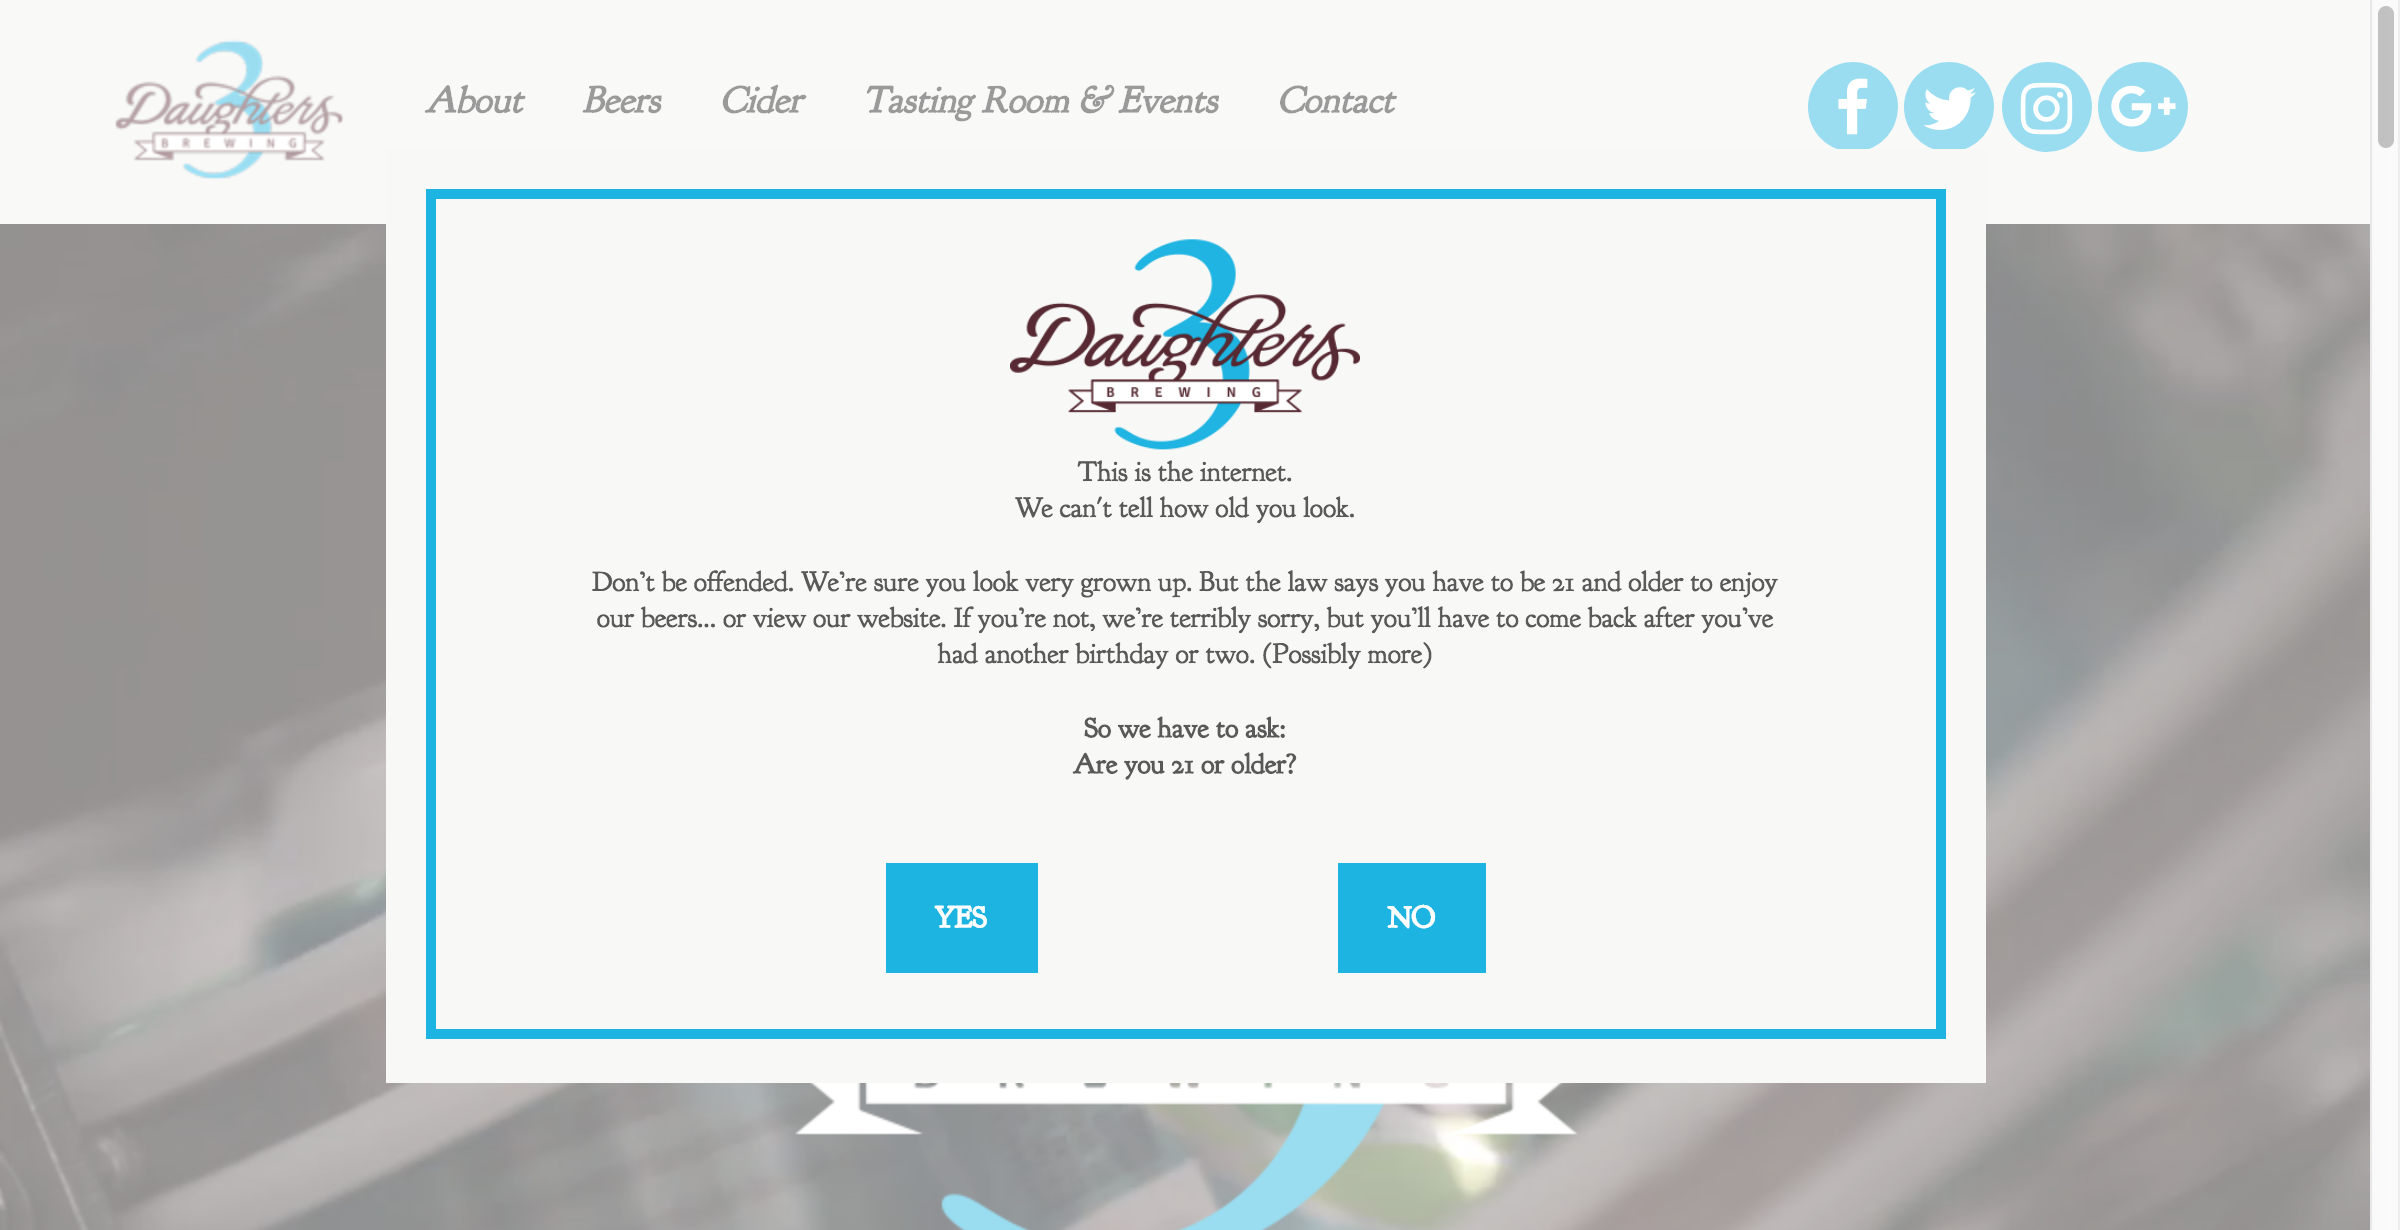 3
Daughters
BREWING
About
Beers
Cider
Tasting Room & Events
Contact
3
Daughters
BREWING
This is the internet.
We can't tell how old you look.
Don't be offended. We're sure you look very grown up. But the law says you have to be 21 and older to enjoy
our beers... or view our website. If you're not, we're terribly sorry, but you'll have to come back after you've
had another birthday or two. (Possibly more)
So we have to ask:
Are you 21 or older?
YES
NO